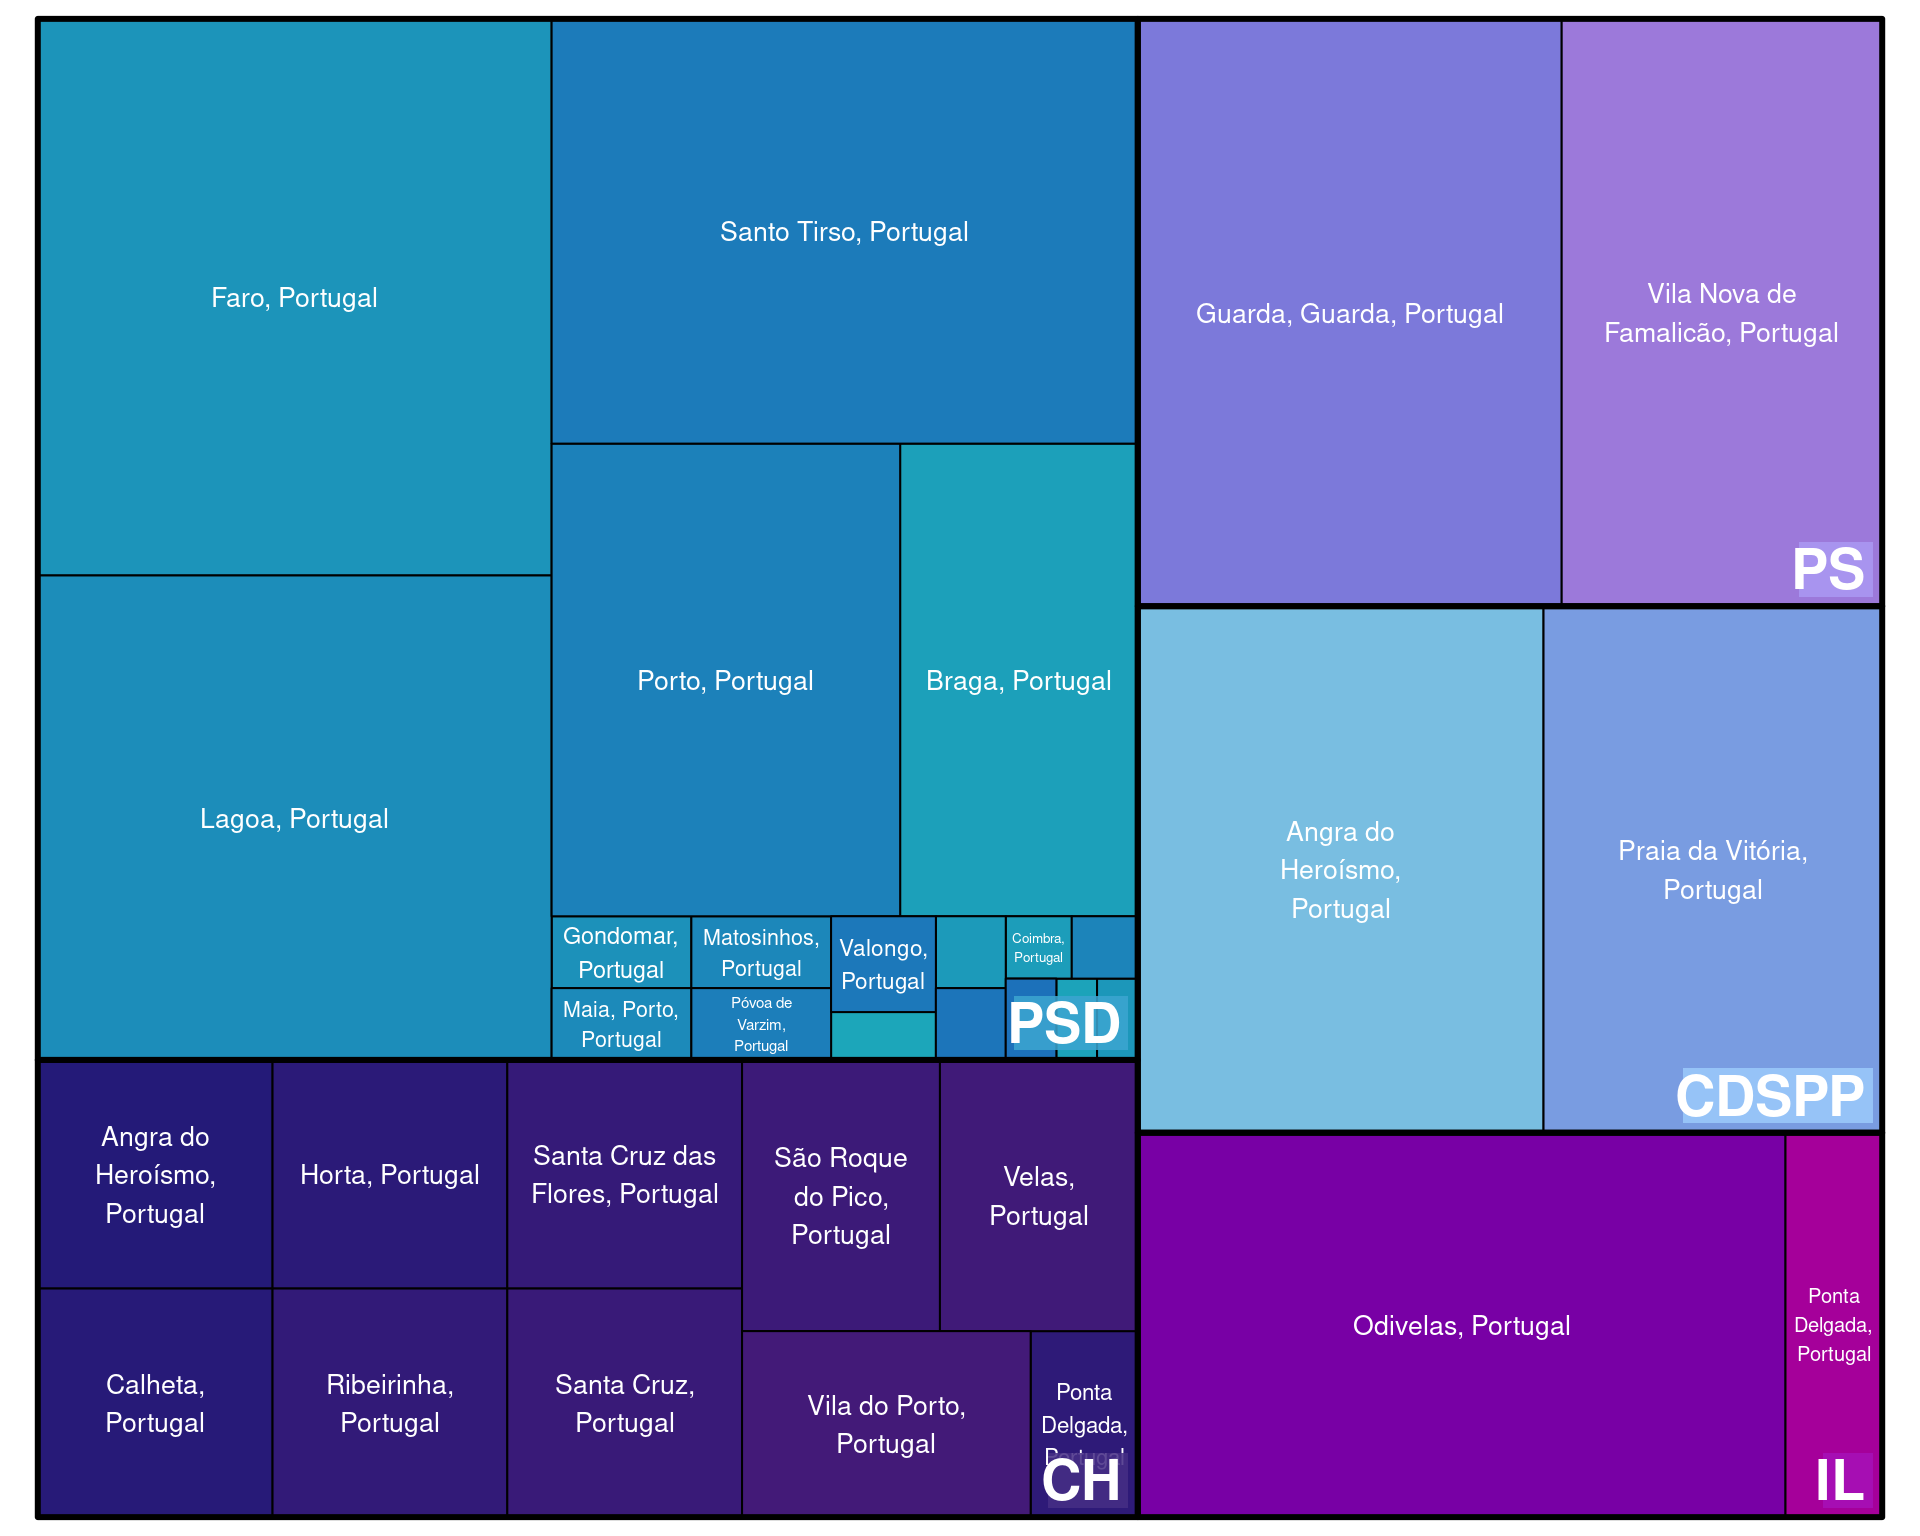 Faro, Portugal
Santo Tirso, Portugal
Lagoa, Portugal
Porto, Portugal
Braga, Portugal
Gondomar,
Portugal
Matosinhos,
Portugal
Valongo,
Portugal
Coimbra,
Portugal
Maia, Porto,
Portugal
Póvoa de
Varzim,
Portugal
PSD
Guarda, Guarda, Portugal
Vila Nova de
Famalicão, Portugal
PS
Angra do
Heroísmo,
Portugal
Praia da Vitória,
Portugal
CDSPP
Angra do
Heroísmo,
Portugal
Horta, Portugal
Santa Cruz das
Flores, Portugal
São Roque
do Pico,
Portugal
Velas,
Portugal
Calheta,
Portugal
Ribeirinha,
Portugal
Santa Cruz,
Portugal
Vila do Porto,
Portugal
Ponta
Delgada,
Portugal
CH
Odivelas, Portugal
Ponta
Delgada,
Portugal
IL